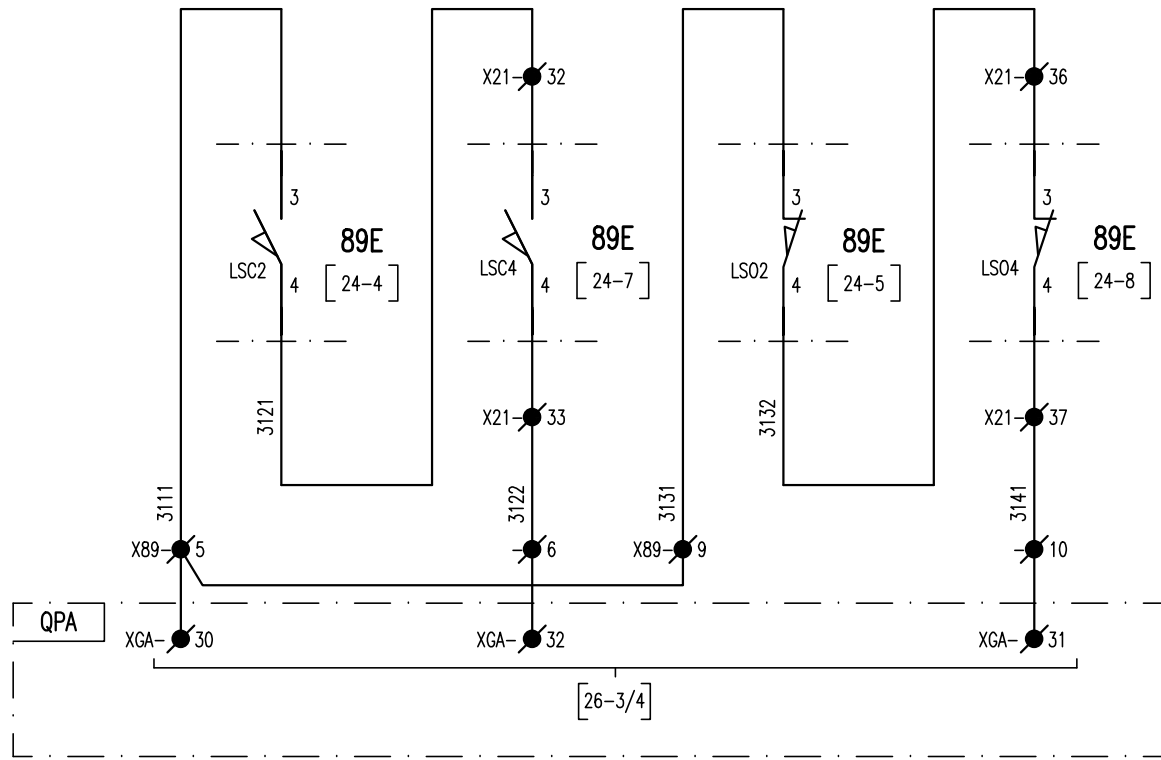 X21- 32
X21- 36
3
3
3
3
89E
89E
89E
89E
LSC2
LSC4
LSO2
LSO4
4
4
4
4
24-4
24-7
24-5
24-8
3121
X21- 33
3132
X21- 37
3111
3122
3131
3141
X89- 5
- 6
X89- 9
- 10
QPA
XGA- 30
XGA- 32
XGA- 31
26-3/4